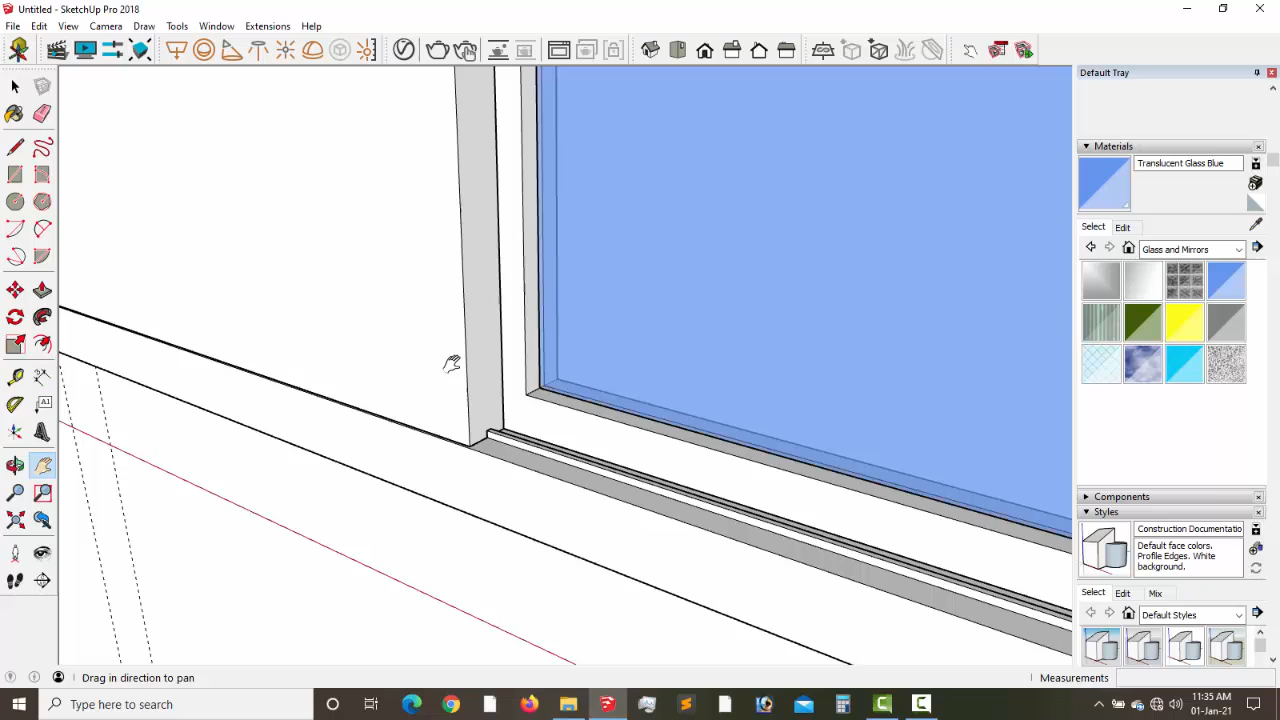 Untitled - SketchUp Pro 2018
File Edit View Camera Draw Tools Window Extensions Help
Default Tray
Materials
Translucent Glass Blue
Select Edit
Glass and Mirrors
A1
Components
Styles
Construction Documentatio
Default face colors.
Profile Edges. White
background.
Select Edit Mix
Default Styles
Drag in direction to pan
Measurements
Type here to search
11:35 AM
01-Jan-21